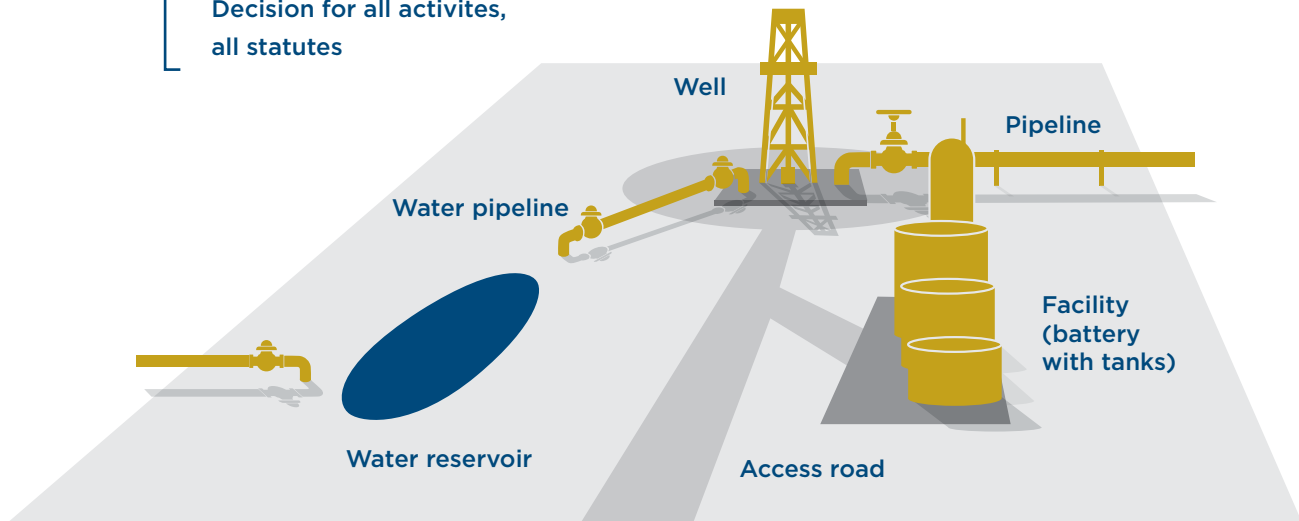 Decision for all activites,
all statutes
Well
Pipeline
Water pipeline
Facility
(battery
with tanks)
Water reservoir
Access road